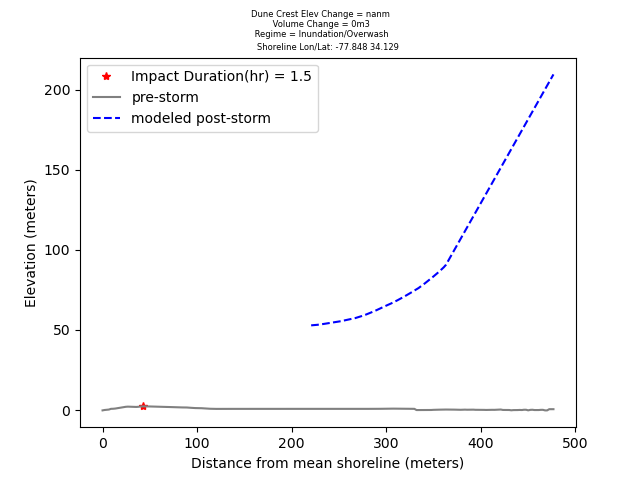 Dune Crest Elev Change = nanm
Volume Change = 0m3
Regime = Inundation/Overwash
Shoreline Lon/Lat: -77.848 34.129
Impact Duration(hr) = 1.5
pre-storm
modeled post-storm
200
150
100
50
0
Elevation (meters)
0 100 200 300 400 500
Distance from mean shoreline (meters)